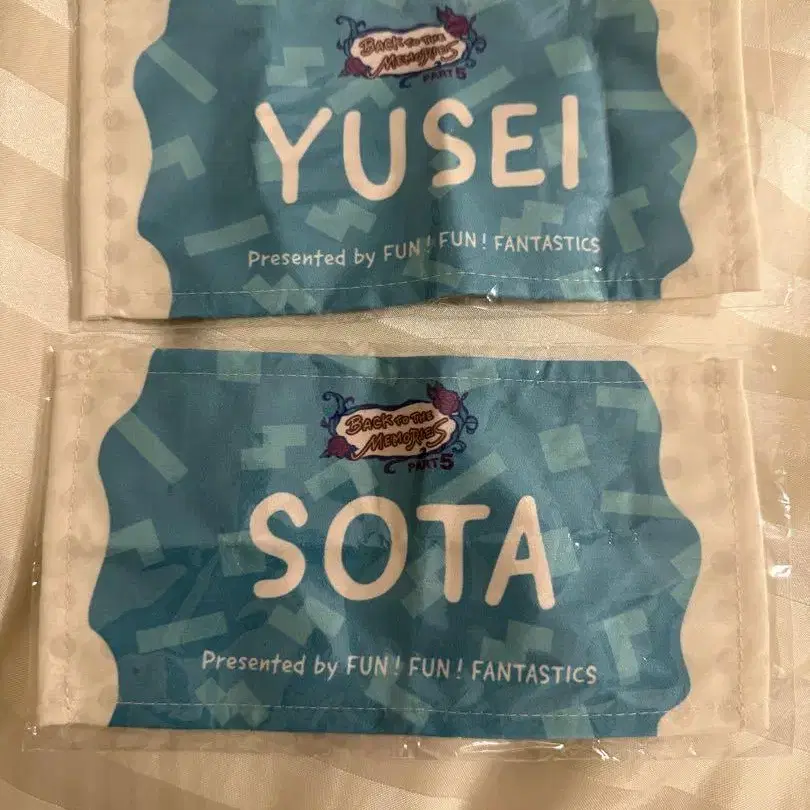 BACK TO THE
MEMORIES
PART 5
YUSEI
Presented by FUN! FUN! FANTASTICS
BACK TO THE
MEMORIES
PART 5
SOTA
Presented by FUN! FUN! FANTASTICS